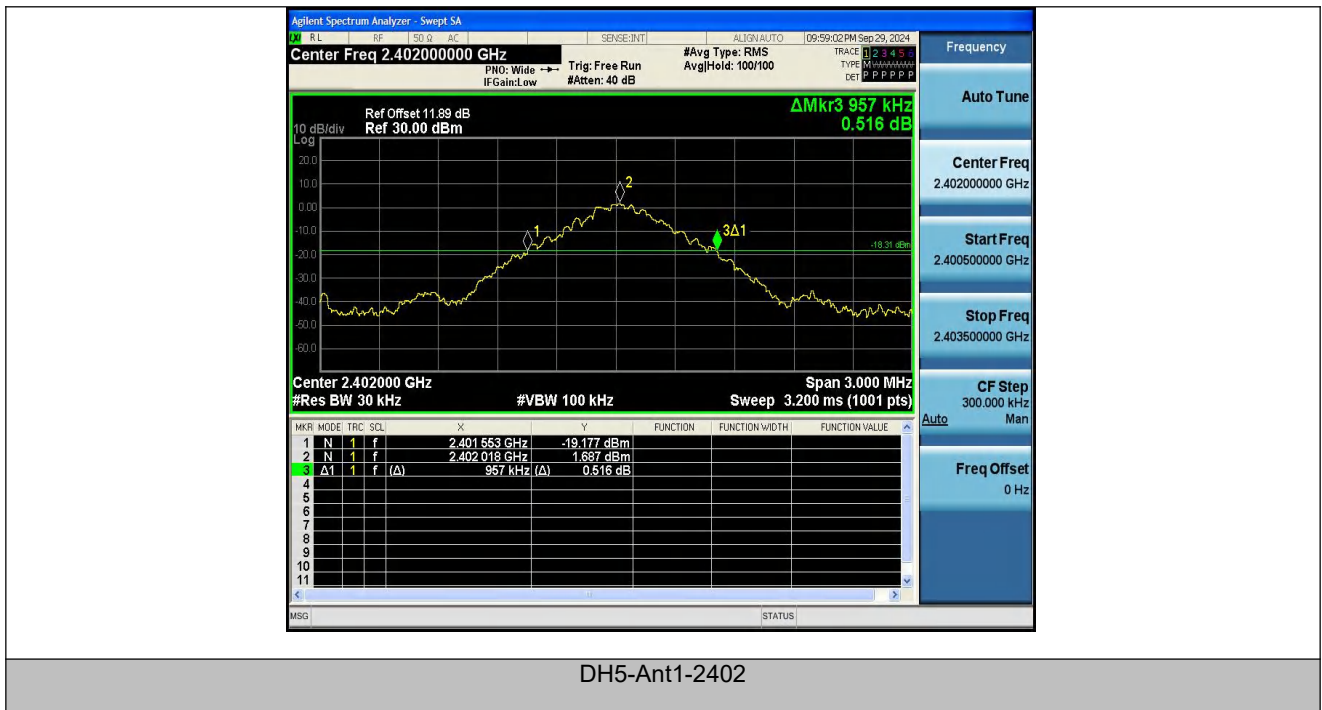 Agilent Spectrum Analyzer - Swept SA
RL RF 50 Ω AC SENSE:INT ALIGN AUTO 09:59:02 PM Sep 29, 2024
Center Freq 2.402000000 GHz
PNO: Wide
IFGain:Low
Trig: Free Run
#Atten: 40 dB
#Avg Type: RMS
Avg|Hold: 100/100
TRACE 1 2 3 4 5 6
TYPE M
DET P P P P P P
Frequency
Auto Tune
Center Freq
2.402000000 GHz
Start Freq
2.400500000 GHz
Stop Freq
2.403500000 GHz
CF Step
300.000 kHz
Auto Man
Freq Offset
0 Hz
ΔMkr3 957 kHz
0.516 dB
Ref Offset 11.89 dB
10 dB/div Ref 30.00 dBm
Log
20.0
10.0
0.00
-10.0
-20.0
-30.0
-40.0
-50.0
-60.0
1
2
3Δ1
-18.31 dBm
Center 2.402000 GHz Span 3.000 MHz
#Res BW 30 kHz #VBW 100 kHz Sweep 3.200 ms (1001 pts)
MKR MODE TRC SCL X Y FUNCTION FUNCTION WIDTH FUNCTION VALUE
1 N 1 f 2.401 553 GHz -19.177 dBm
2 N 1 f 2.402 018 GHz 1.687 dBm
3 Δ1 1 f (Δ) 957 kHz (Δ) 0.516 dB
4
5
6
7
8
9
10
11
MSG STATUS
DH5-Ant1-2402